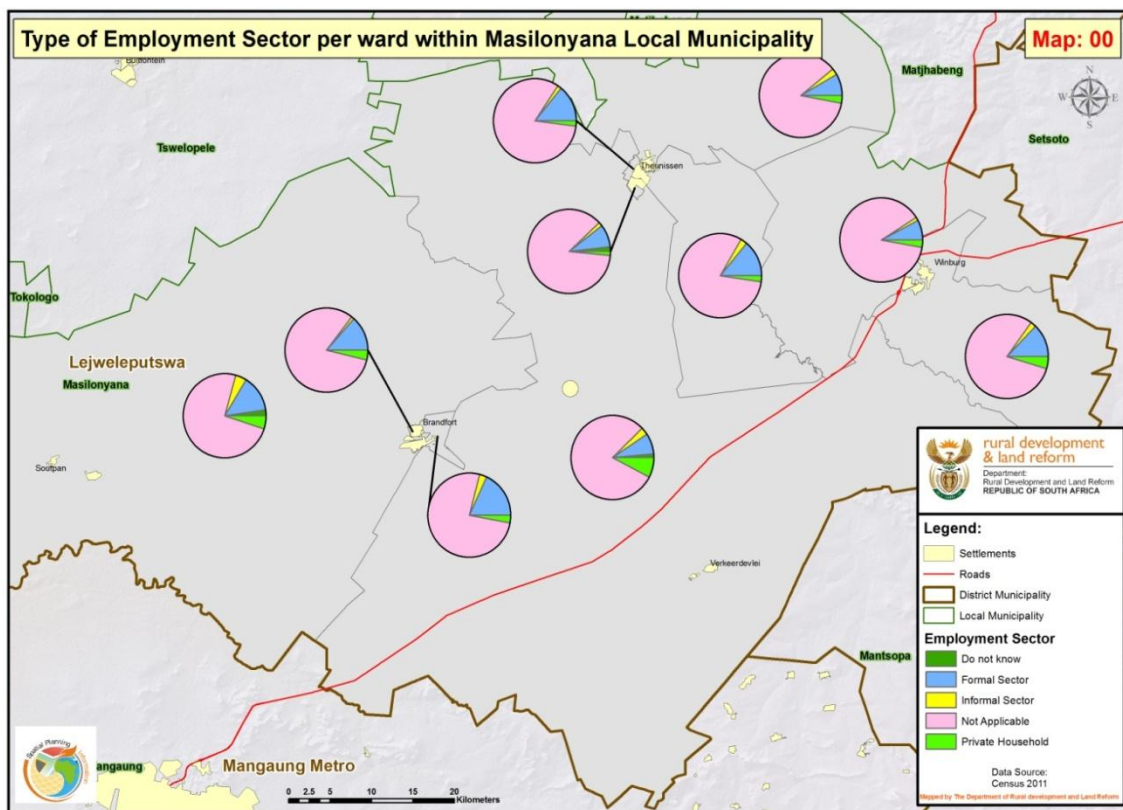 Type of Employment Sector per ward within Masilonyana Local Municipality
Map: 00
Bultfontein
Matjhabeng
N
W E
S
Setsoto
Tswelopele
Theunissen
Winburg
Tokologo
Lejweleputswa
Masilonyana
Brandfort
Soutpan
Verkeerdevlei
Mantsopa
Mangaung Metro
angaung
0 2.5 5 10 15 20
Kilometers
Spatial Planning
rural development
& land reform
Department:
Rural Development and Land Reform
REPUBLIC OF SOUTH AFRICA
Legend:
Settlements
Roads
District Municipality
Local Municipality
Employment Sector
Do not know
Formal Sector
Informal Sector
Not Applicable
Private Household
Data Source:
Census 2011
Mapped by The Department of Rural development and Land Reform